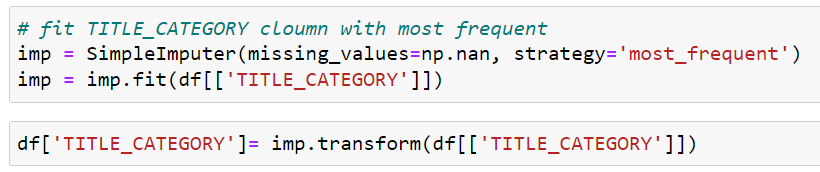 # fit TITLE_CATEGORY cloumn with most frequent
imp = SimpleImputer(missing_values=np.nan, strategy='most_frequent')
imp = imp.fit(df[['TITLE_CATEGORY']])
df['TITLE_CATEGORY']= imp.transform(df[['TITLE_CATEGORY']])